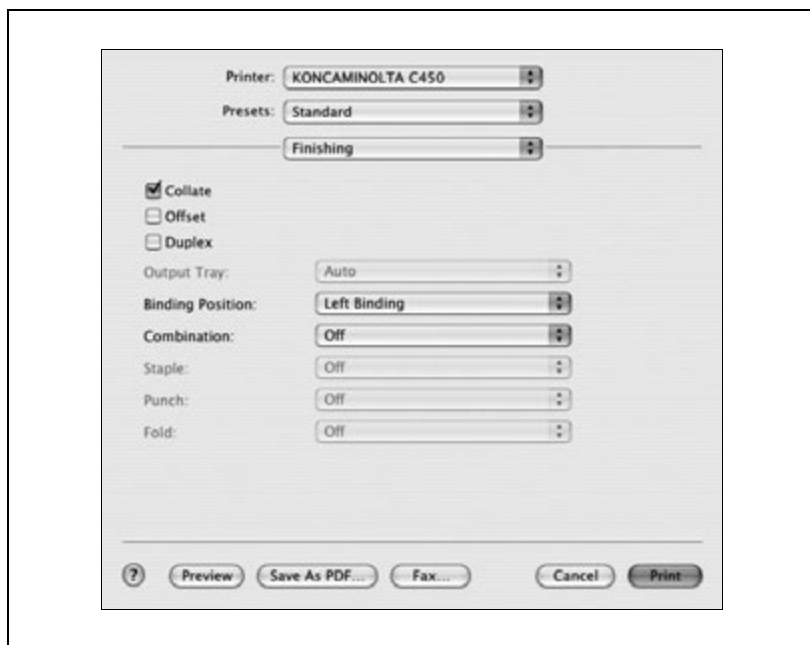 Printer: KONCAMINOLTA C450
Presets: Standard
Finishing
Collate
Offset
Duplex
Output Tray: Auto
Binding Position: Left Binding
Combination: Off
Staple: Off
Punch: Off
Fold: Off
? Preview Save As PDF... Fax... Cancel Print